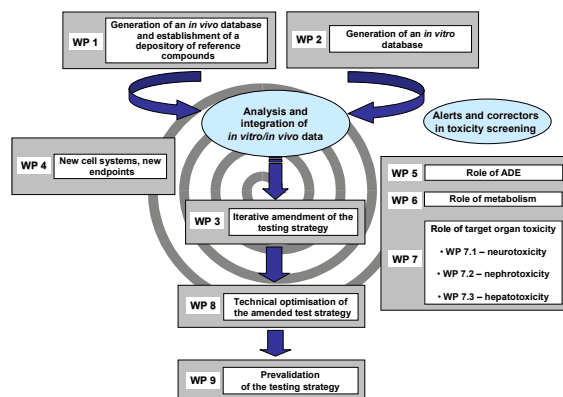 WP 1
Generation of an in vivo database
and establishment of a
depository of reference
compounds
WP 2
Generation of an in vitro
database
Analysis and
integration of
in vitro/in vivo data
Alerts and correctors
in toxicity screening
WP 4
New cell systems, new
endpoints
WP 5
Role of ADE
WP 6
Role of metabolism
WP 7
Role of target organ toxicity
• WP 7.1 – neurotoxicity
• WP 7.2 – nephrotoxicity
• WP 7.3 – hepatotoxicity
WP 3
Iterative amendment of the
testing strategy
WP 8
Technical optimisation of
the amended test strategy
WP 9
Prevalidation
of the testing strategy